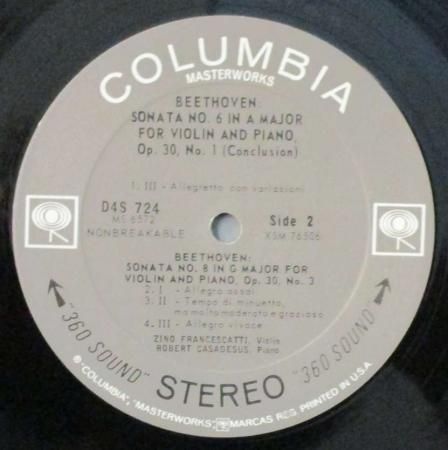 COLUMBIA
MASTERWORKS
BEETHOVEN:
SONATA NO. 6 IN A MAJOR
FOR VIOLIN AND PIANO,
Op. 30, No. 1 (Conclusion)
1. III - Allegretto con variazioni
D4S 724
MS 6572
Side 2
NONBREAKABLE
XSM 76506
BEETHOVEN:
SONATA NO. 8 IN G MAJOR FOR
VIOLIN AND PIANO, Op. 30, No. 3
2. I - Allegro assai
3. II - Tempo di minuetto,
ma molto moderato e grazioso
4. III - Allegro vivace
ZINO FRANCESCATTI, Violin
ROBERT CASADESUS, Piano
"360 SOUND" STEREO "360 SOUND"
® "COLUMBIA", "MASTERWORKS", MARCAS REG. PRINTED IN U.S.A.